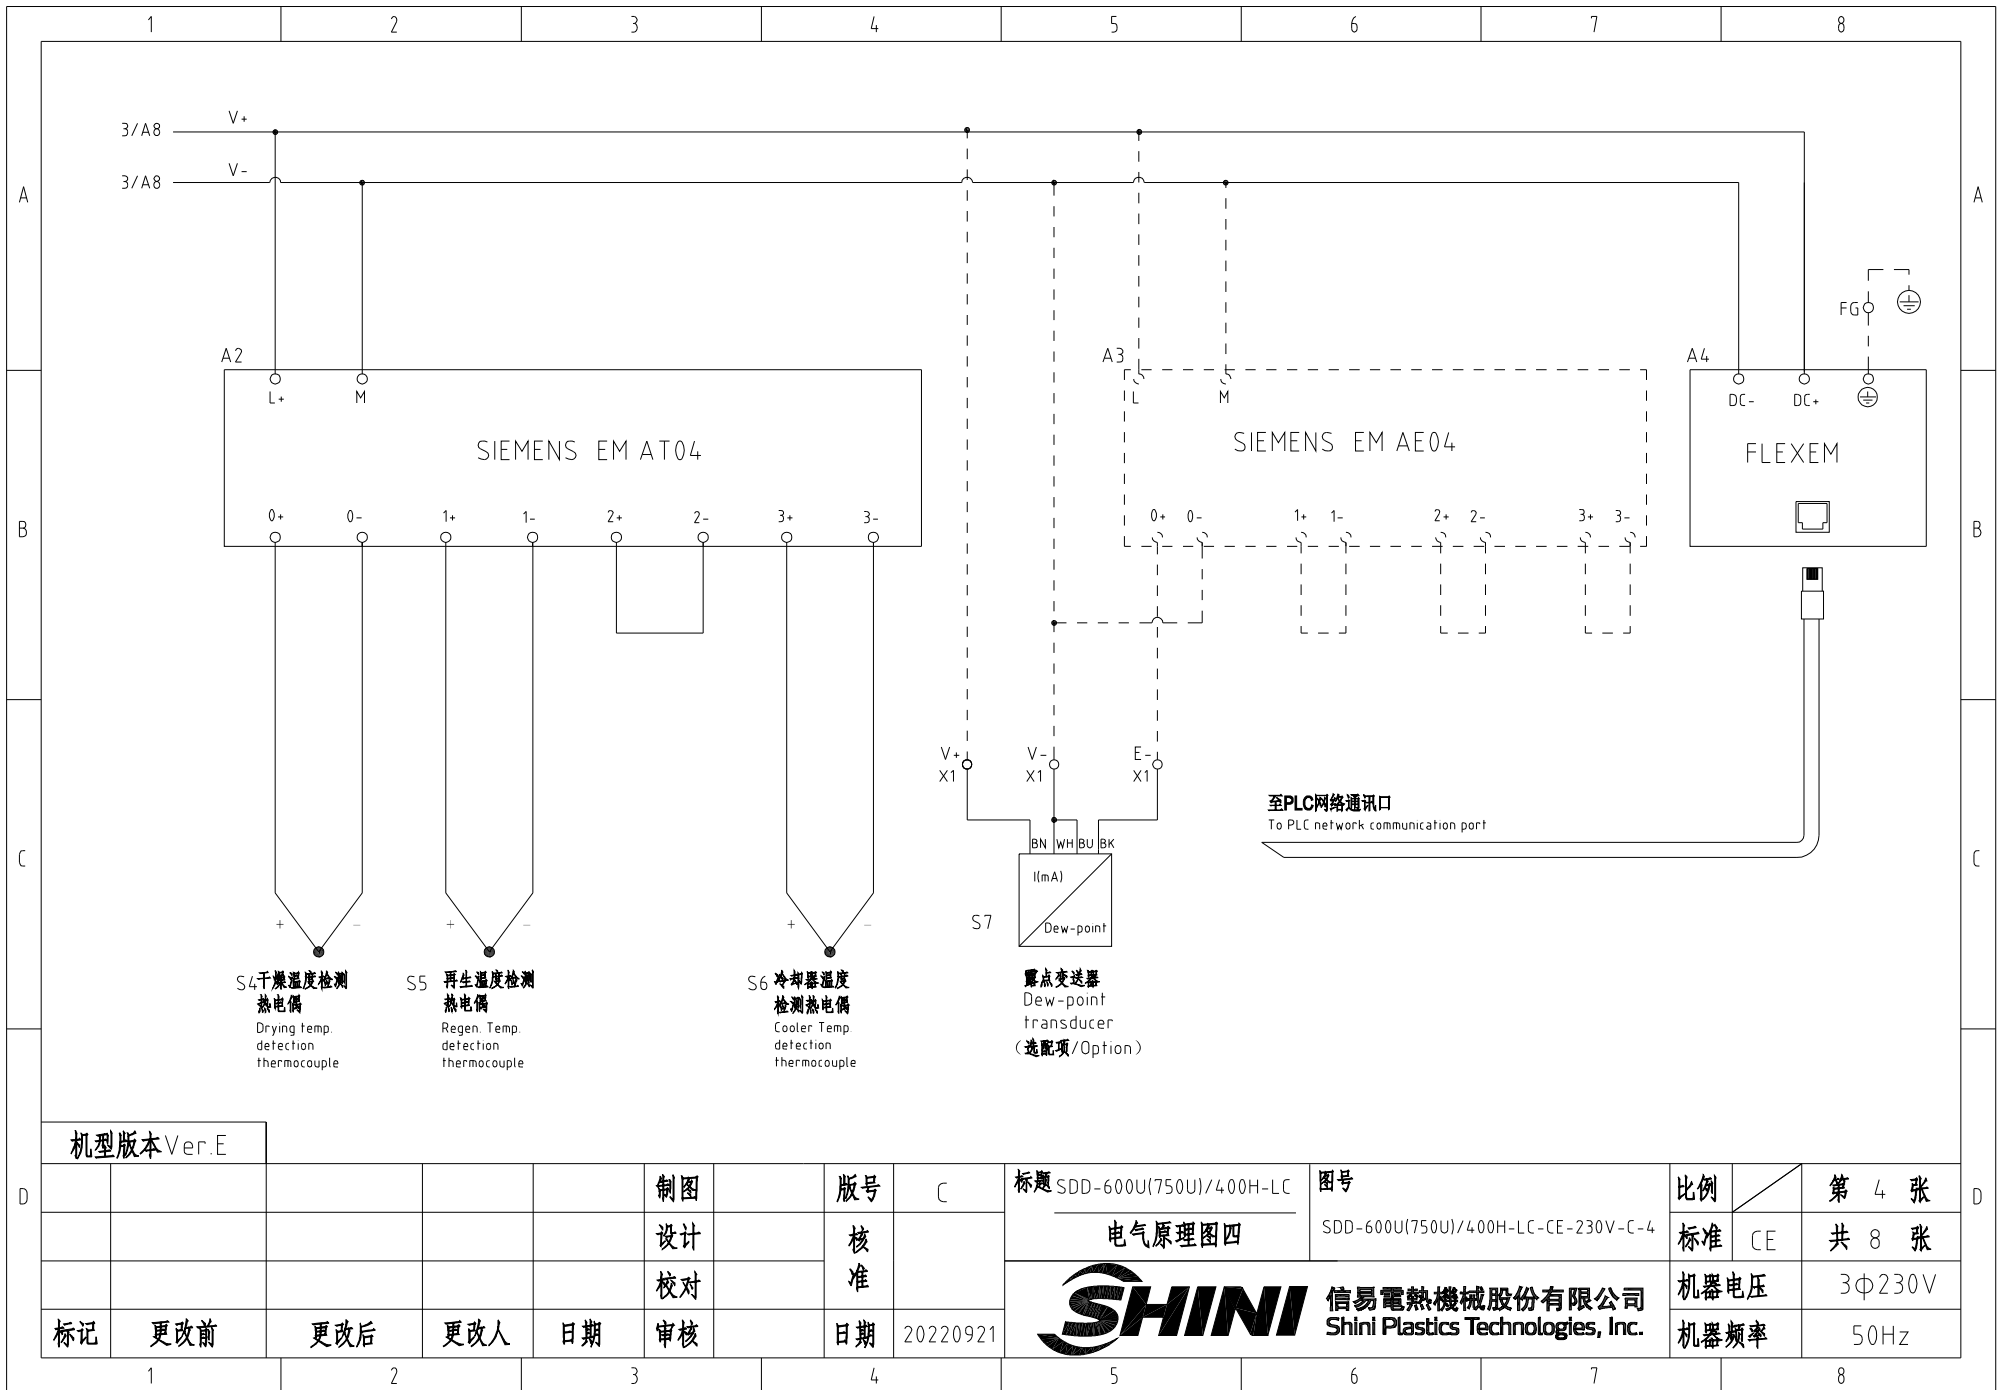 1 2 3 4 5 6 7 8
V+
3/A8
V-
3/A8
A A
FG
A2 A3 A4
L+ M L M DC- DC+
SIEMENS EM AT04 SIEMENS EM AE04 FLEXEM
0+ 0- 1+ 1- 2+ 2- 3+ 3- 0+ 0- 1+ 1- 2+ 2- 3+ 3-
B B
V+ V- E-
X1 X1 X1
至PLC网络通讯口
To PLC network communication port
BN WH BU BK
C C
I(mA)
S7
Dew-point
+ - + - + -
S4 干燥温度检测
热电偶
Drying temp.
detection
thermocouple
S5 再生温度检测
热电偶
Regen. Temp.
detection
thermocouple
S6 冷却器温度
检测热电偶
Cooler Temp.
detection
thermocouple
露点变送器
Dew-point
transducer
(选配项/Option)
机型版本Ver.E
D D
制图 版号 C
设计 核准
校对
标记 更改前 更改后 更改人 日期 审核 日期 20220921
标题 SDD-600U(750U)/400H-LC
电气原理图四
图号
SDD-600U(750U)/400H-LC-CE-230V-C-4
比例 第 4 张
标准 CE 共 8 张
机器电压 3Φ230V
机器频率 50Hz
SHINI
信易電熱機械股份有限公司
Shini Plastics Technologies, Inc.
1 2 3 4 5 6 7 8